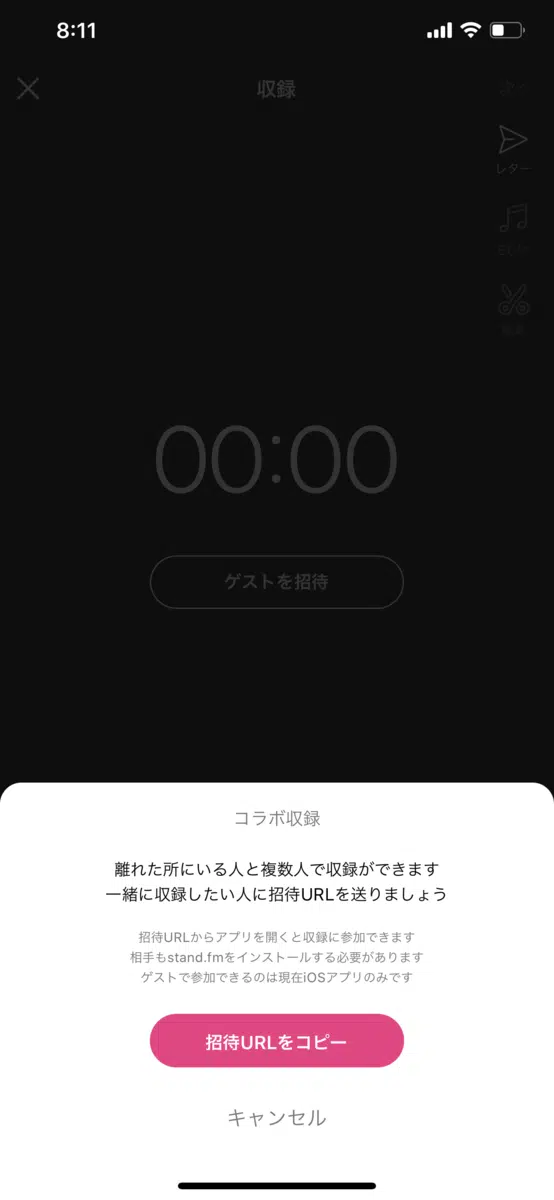 8:11
収録
レター
00:00
ゲストを招待
コラボ収録
離れた所にいる人と複数人で収録ができます
一緒に収録したい人に招待URLを送りましょう
招待URLからアプリを開くと収録に参加できます
相手もstand.fmをインストールする必要があります
ゲストで参加できるのは現在iOSアプリのみです
招待URLをコピー
キャンセル